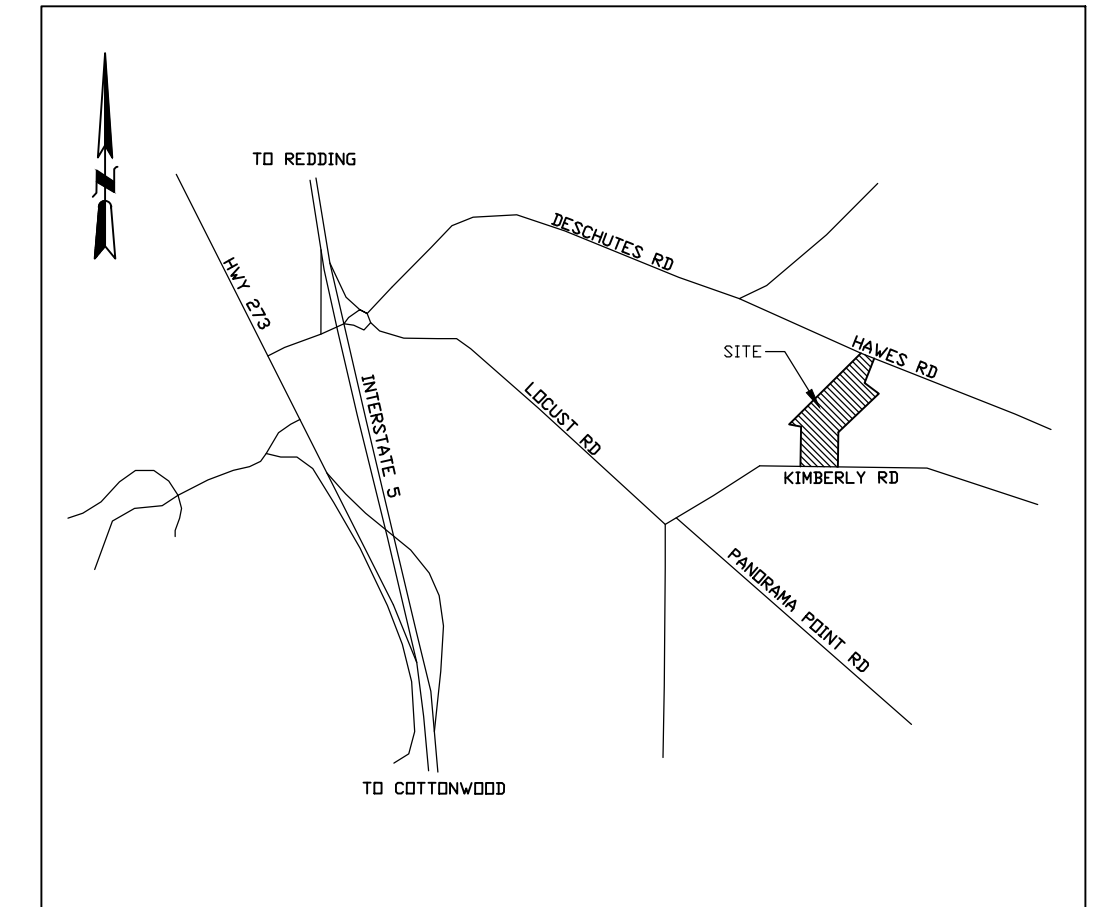 N
TO REDDING
DESCHUTES RD
HWY 273
HAWES RD
SITE
INTERSTATE 5
LOCUST RD
KIMBERLY RD
PANORAMA POINT RD
TO COTTONWOOD